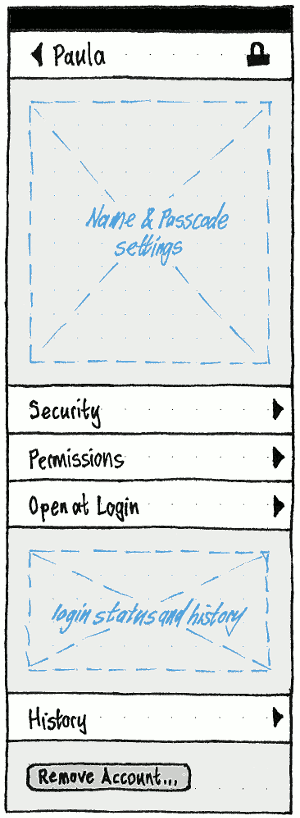 Paula
Name & Passcode
settings
Security
Permissions
Open at Login
login status and history
History
Remove Account...